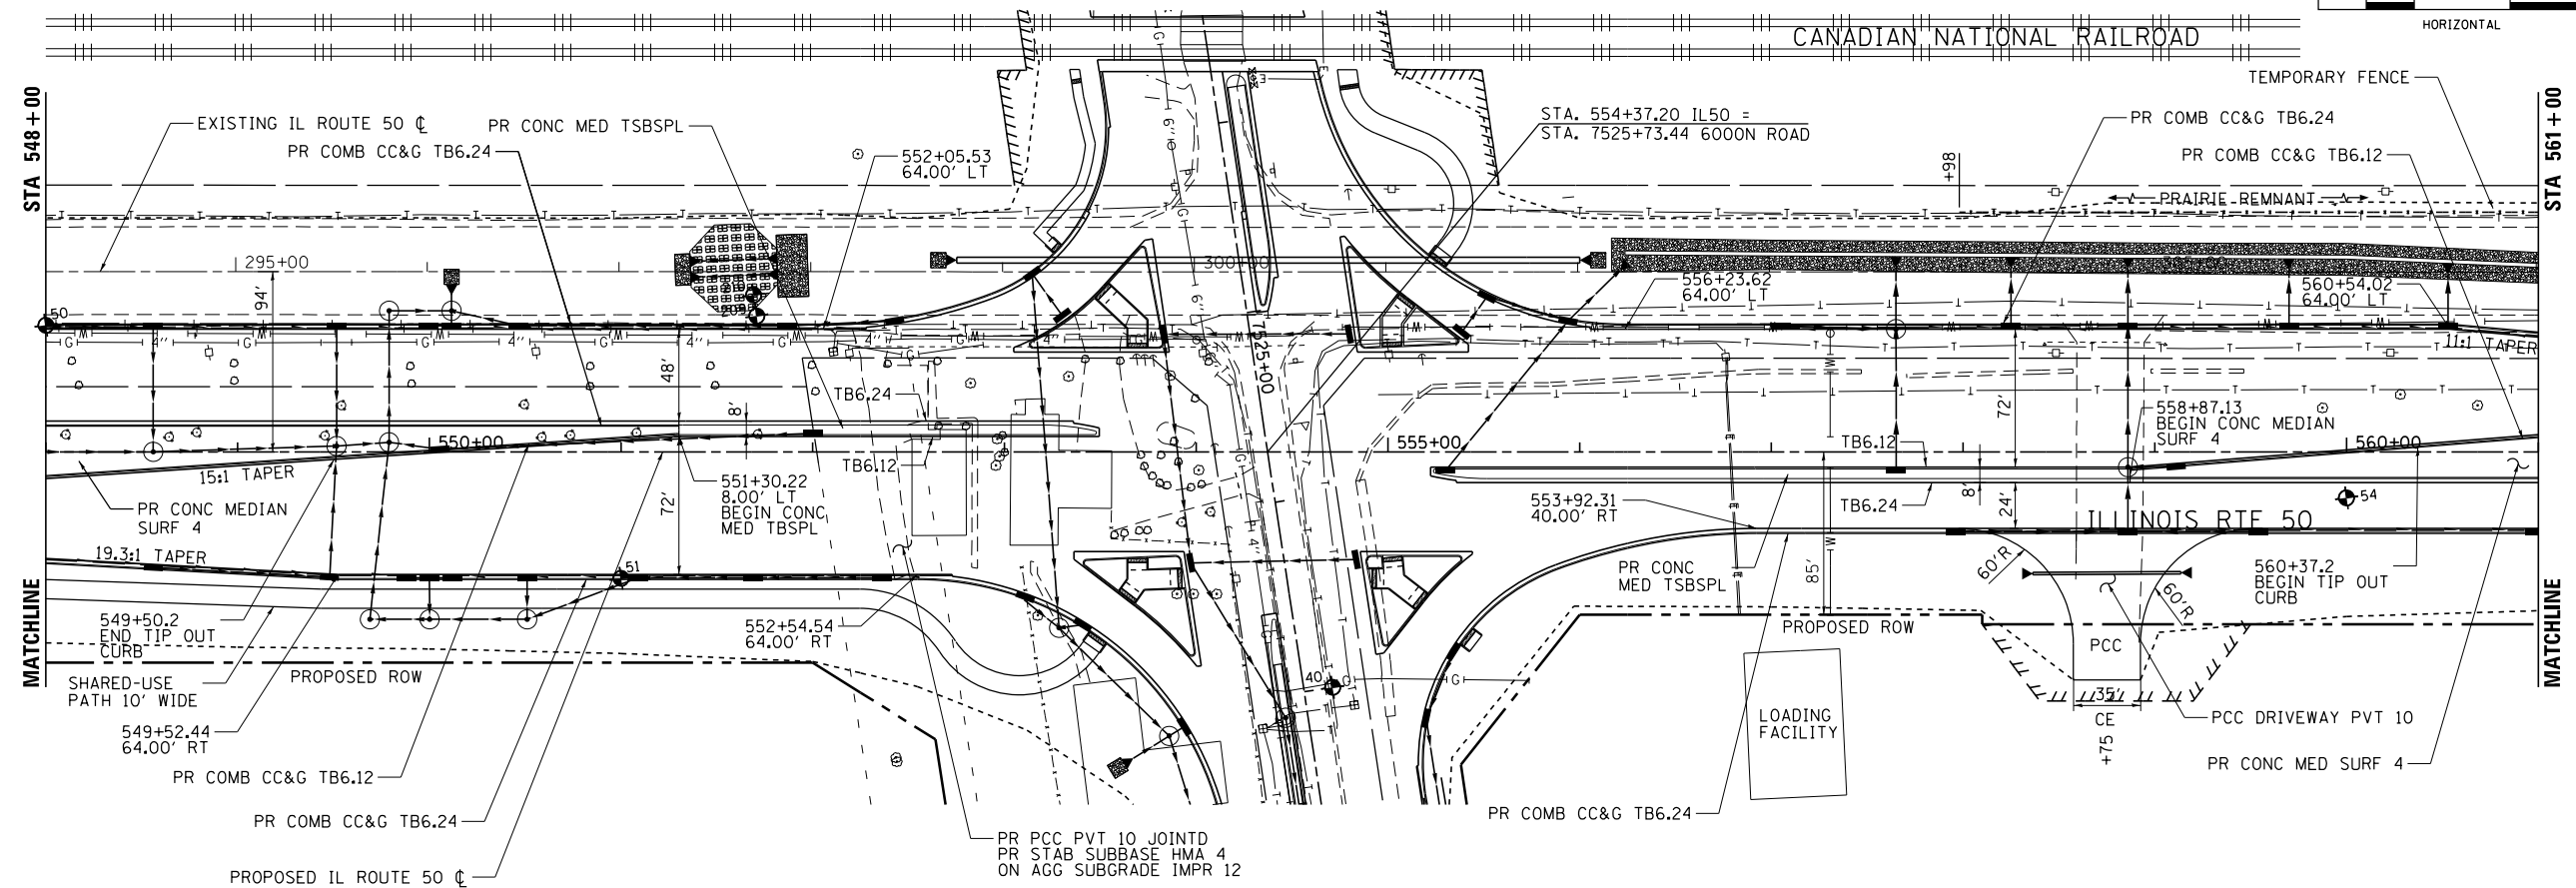 HORIZONTAL
CANADIAN NATIONAL RAILROAD
TEMPORARY FENCE
STA 548+00
EXISTING IL ROUTE 50 ℄
PR CONC MED TSBSPL
PR COMB CC&G TB6.24
552+05.53
64.00' LT
STA. 554+37.20 IL50 =
STA. 7525+73.44 6000N ROAD
PR COMB CC&G TB6.24
PR COMB CC&G TB6.12
STA 561+00
+98
PRAIRIE REMNANT
295+00
300+00
94'
556+23.62
64.00' LT
560+54.02
64.00' LT
50
11:1 TAPER
7525+00
48'
8'
TB6.24
72'
558+87.13
BEGIN CONC MEDIAN
SURF 4
550+00
555+00
560+00
TB6.12
TB6.12
15:1 TAPER
551+30.22
8.00' LT
BEGIN CONC
MED TBSPL
72'
PR CONC MEDIAN
SURF 4
553+92.31
40.00' RT
TB6.24
8'
24'
54
ILLINOIS RTE 50
19.3:1 TAPER
51
PR CONC
MED TSBSPL
85'
60'R
60'R
560+37.2
BEGIN TIP OUT
CURB
MATCHLINE
549+50.2
END TIP OUT
CURB
552+54.54
64.00' RT
PROPOSED ROW
PCC
MATCHLINE
SHARED-USE
PATH 10' WIDE
PROPOSED ROW
40
35'
CE
+75
LOADING
FACILITY
PCC DRIVEWAY PVT 10
549+52.44
64.00' RT
PR COMB CC&G TB6.12
PR CONC MED SURF 4
PR COMB CC&G TB6.24
PR COMB CC&G TB6.24
PR PCC PVT 10 JOINTD
PR STAB SUBBASE HMA 4
ON AGG SUBGRADE IMPR 12
PROPOSED IL ROUTE 50 ℄